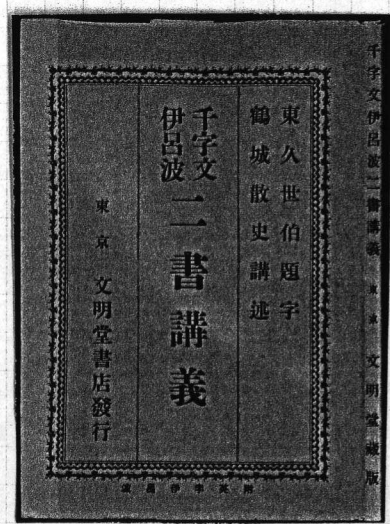 東久世伯題字
鶴城散史講述
千字文
伊呂波
二書講義
東京 文明堂書店發行
千字文伊呂波二書講義 東京 文明堂藏版